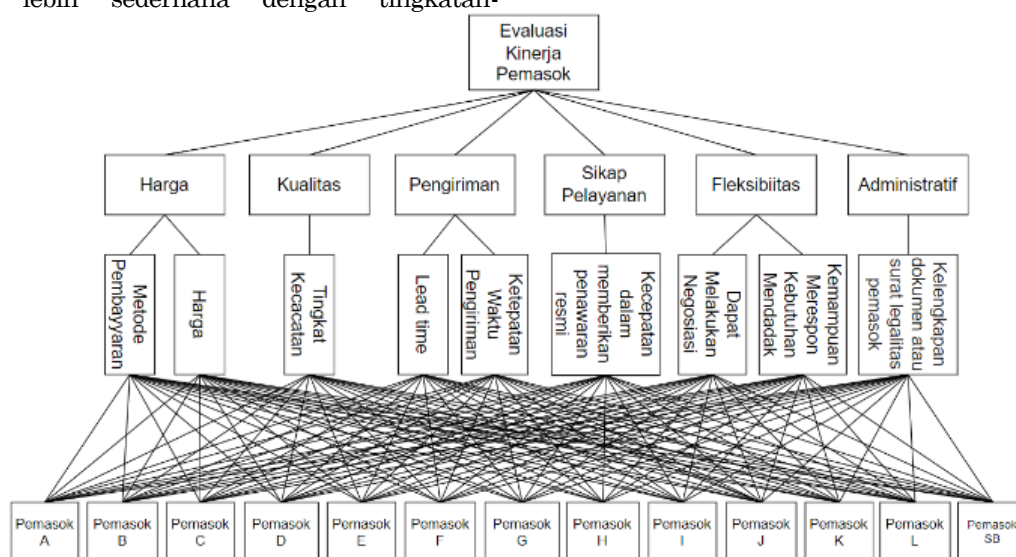 lebih sederhana dengan tingkatan-
Evaluasi
Kinerja
Pemasok
Harga
Kualitas
Pengiriman
Sikap
Pelayanan
Fleksibiitas
Administratif
Metode
Pembayyaran
Harga
Tingkat
Kecacatan
Lead time
Ketepatan
Waktu
Pengiriman
Kecepatan
dalam
memberikan
penawaran
resmi
Dapat
Melakukan
Negosiasi
Kemampuan
Merespon
Kebutuhan
Mendadak
Kelengkapan
dokumen atau
surat legalitas
pemasok
Pemasok
A
Pemasok
B
Pemasok
C
Pemasok
D
Pemasok
E
Pemasok
F
Pemasok
G
Pemasok
H
Pemasok
I
Pemasok
J
Pemasok
K
Pemasok
L
Pemasok
SB